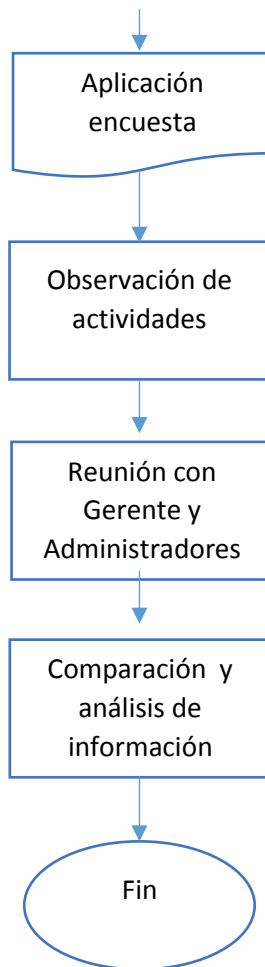 Aplicación
encuesta
Observación de
actividades
Reunión con
Gerente y
Administradores
Comparación y
análisis de
información
Fin